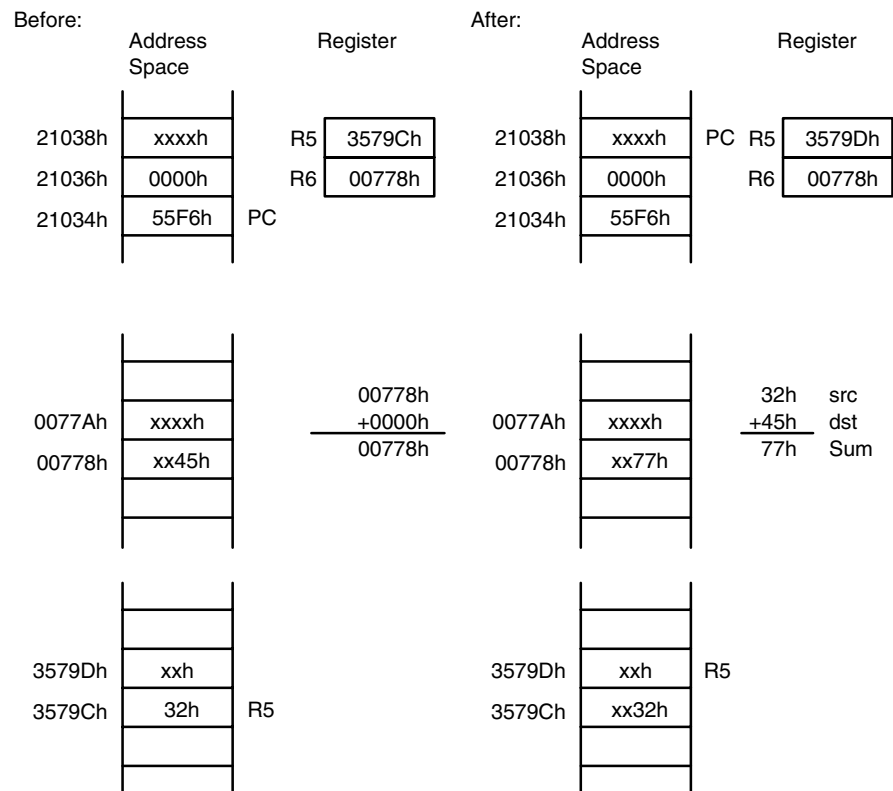 Before: After:
Address Register Address Register
Space Space
21038h xxxxh R5 3579Ch 21038h xxxxh PC R5 3579Dh
21036h 0000h R6 00778h 21036h 0000h R6 00778h
21034h 55F6h PC 21034h 55F6h
00778h 32h src
0077Ah xxxxh +0000h 0077Ah xxxxh +45h dst
00778h xx45h 00778h 00778h xx77h 77h Sum
3579Dh xxh 3579Dh xxh R5
3579Ch 32h R5 3579Ch xx32h